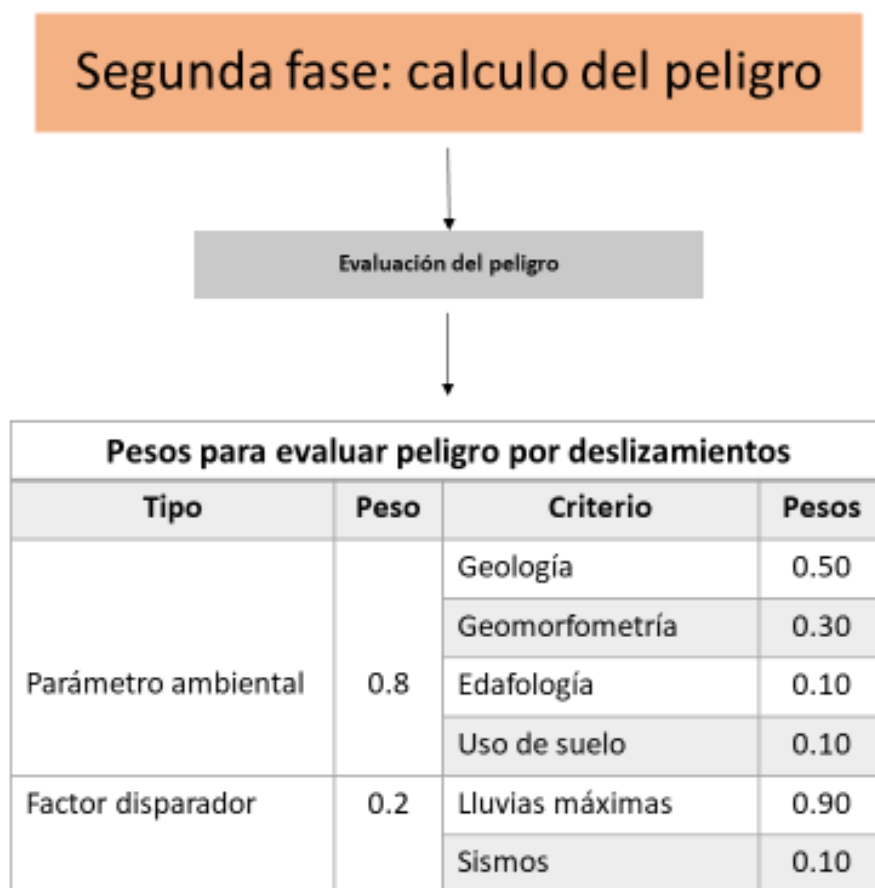 Segunda fase: calculo del peligro
Evaluación del peligro
Pesos para evaluar peligro por deslizamientos
Tipo Peso Criterio Pesos
Geología 0.50
Geomorfometría 0.30
Parámetro ambiental 0.8 Edafología 0.10
Uso de suelo 0.10
Factor disparador 0.2 Lluvias máximas 0.90
Sismos 0.10